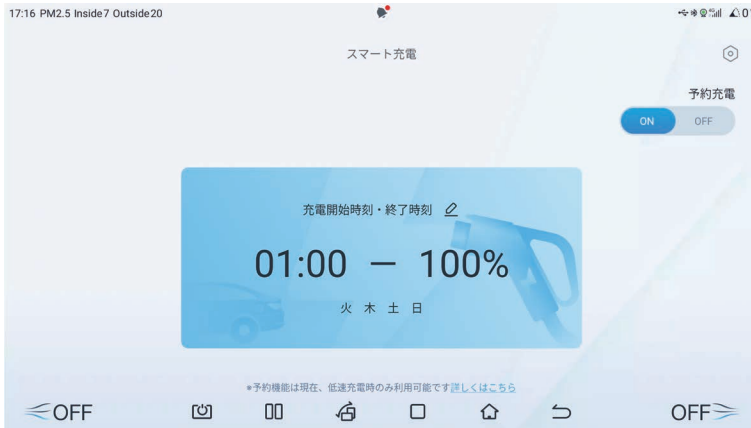 17:16 PM2.5 Inside7 Outside20
スマート充電
予約充電
ON OFF
充電開始時刻・終了時刻
01:00 — 100%
火 木 土 日
*予約機能は現在、低速充電時のみ利用可能です詳しくはこちら
OFF
OFF